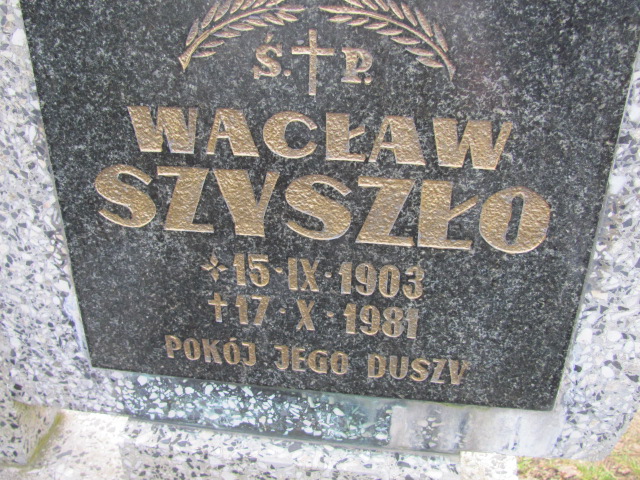 Ś. P.
WACŁAW
SZYSZŁO
15·IX·1903
17·X·1981
POKÓJ JEGO DUSZY